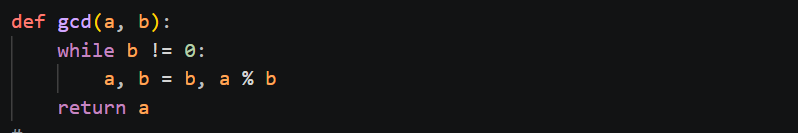 def gcd(a, b):
    while b != 0:
        a, b = b, a % b
    return a